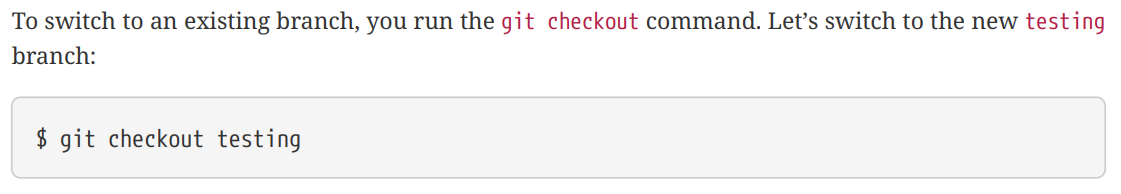 To switch to an existing branch, you run the git checkout command. Let’s switch to the new testing
branch:
$ git checkout testing